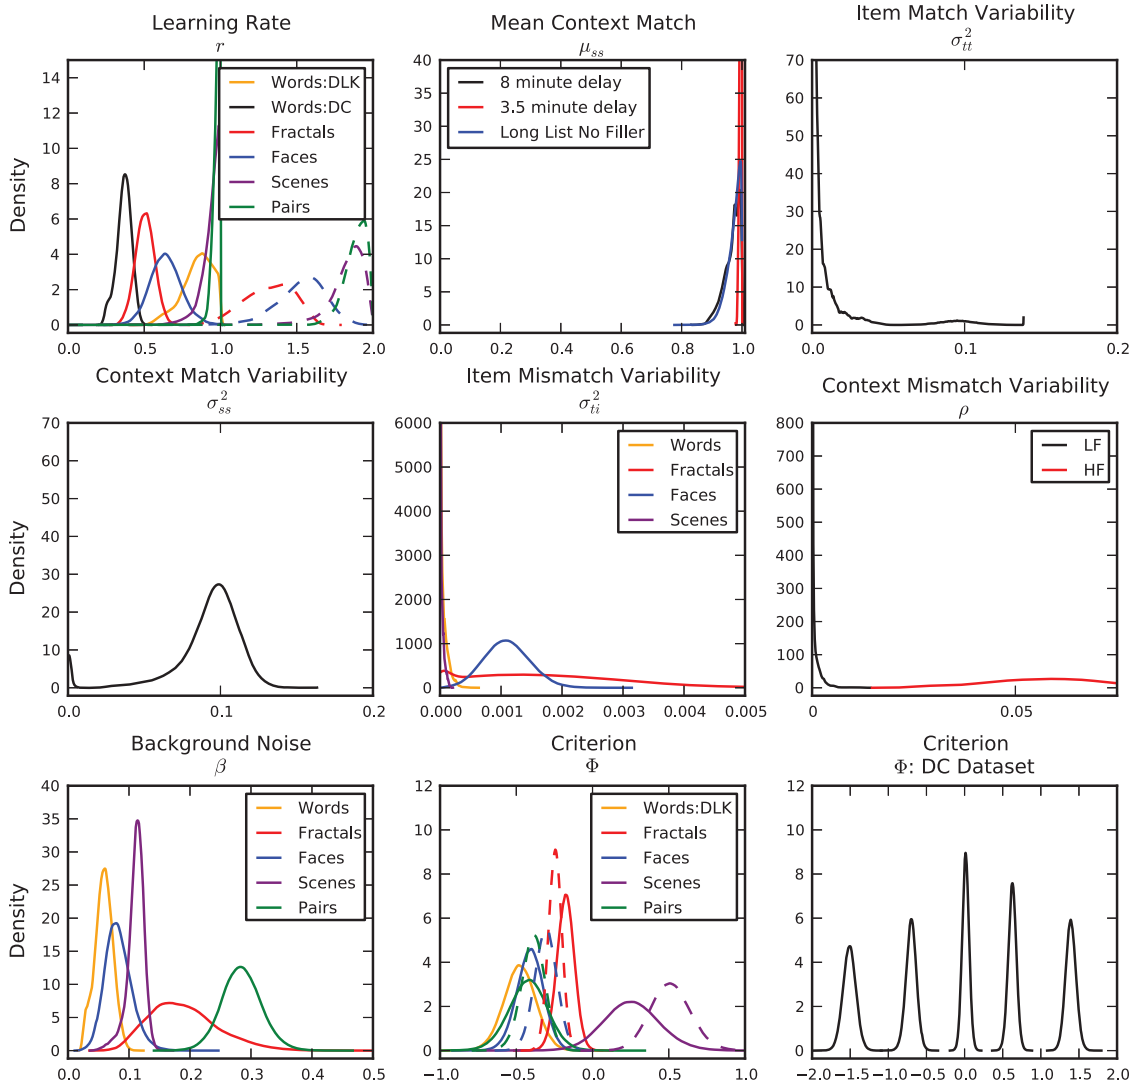 Learning Rate
r
Density
15
14
12
10
8
6
4
2
0
0.0 0.5 1.0 1.5 2.0
Words:DLK
Words:DC
Fractals
Faces
Scenes
Pairs
Mean Context Match
μss
40
35
30
25
20
15
10
5
0
0.0 0.2 0.4 0.6 0.8 1.0
8 minute delay
3.5 minute delay
Long List No Filler
Item Match Variability
σ²tt
70
60
50
40
30
20
10
0
0.0 0.1 0.2
Context Match Variability
σ²ss
Density
70
60
50
40
30
20
10
0
0.0 0.1 0.2
Item Mismatch Variability
σ²ti
6000
5000
4000
3000
2000
1000
0
0.000 0.001 0.002 0.003 0.004 0.005
Words
Fractals
Faces
Scenes
Context Mismatch Variability
ρ
800
700
600
500
400
300
200
100
0
0 0.05
LF
HF
Background Noise
β
Density
40
35
30
25
20
15
10
5
0
0.0 0.1 0.2 0.3 0.4 0.5
Words
Fractals
Faces
Scenes
Pairs
Criterion
Φ
12
10
8
6
4
2
0
−1.0 −0.5 0.0 0.5 1.0
Words:DLK
Fractals
Faces
Scenes
Pairs
Criterion
Φ: DC Dataset
12
10
8
6
4
2
0
−2.0 −1.5 −1.0 −0.5 0.0 0.5 1.0 1.5 2.0